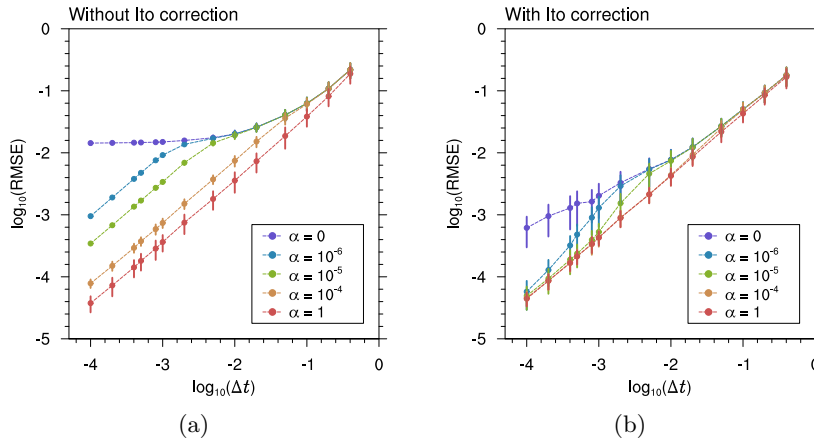 Without Ito correction
0
-1
-2
-3
-4
-5
log₁₀(RMSE)
α = 0
α = 10⁻⁶
α = 10⁻⁵
α = 10⁻⁴
α = 1
-4 -3 -2 -1 0
log₁₀(Δt)
(a)
With Ito correction
0
-1
-2
-3
-4
-5
log₁₀(RMSE)
α = 0
α = 10⁻⁶
α = 10⁻⁵
α = 10⁻⁴
α = 1
-4 -3 -2 -1 0
log₁₀(Δt)
(b)